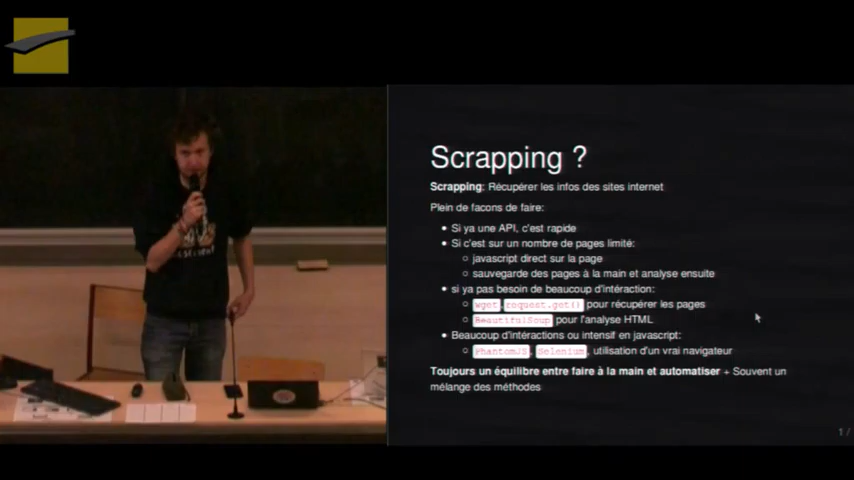 Scrapping ?
Scrapping: Récupérer les infos des sites internet
Plein de facons de faire:
Si ya une API, c'est rapide
Si c'est sur un nombre de pages limité:
javascript direct sur la page
sauvegarde des pages à la main et analyse ensuite
si ya pas besoin de beaucoup d'intéraction:
wget, request.get() pour récupérer les pages
BeautifulSoup pour l'analyse HTML
Beaucoup d'intéractions ou intensif en javascript:
PhantomJS, Selenium, utilisation d'un vrai navigateur
Toujours un équilibre entre faire à la main et automatiser + Souvent un
mélange des méthodes
1 /